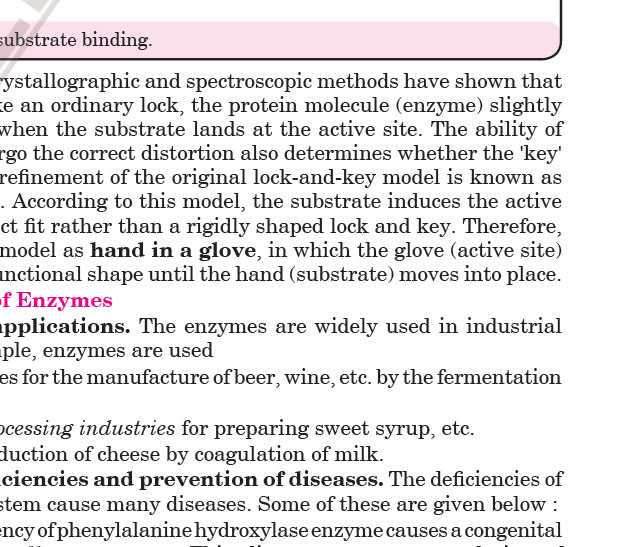 substrate binding.
rystallographic and spectroscopic methods have shown that
ke an ordinary lock, the protein molecule (enzyme) slightly
when the substrate lands at the active site. The ability of
rgo the correct distortion also determines whether the 'key'
refinement of the original lock-and-key model is known as
. According to this model, the substrate induces the active
ct fit rather than a rigidly shaped lock and key. Therefore,
model as hand in a glove, in which the glove (active site)
unctional shape until the hand (substrate) moves into place.
of Enzymes
applications. The enzymes are widely used in industrial
ple, enzymes are used
es for the manufacture of beer, wine, etc. by the fermentation
ocessing industries for preparing sweet syrup, etc.
duction of cheese by coagulation of milk.
iciencies and prevention of diseases. The deficiencies of
stem cause many diseases. Some of these are given below :
ency of phenylalanine hydroxylase enzyme causes a congenital